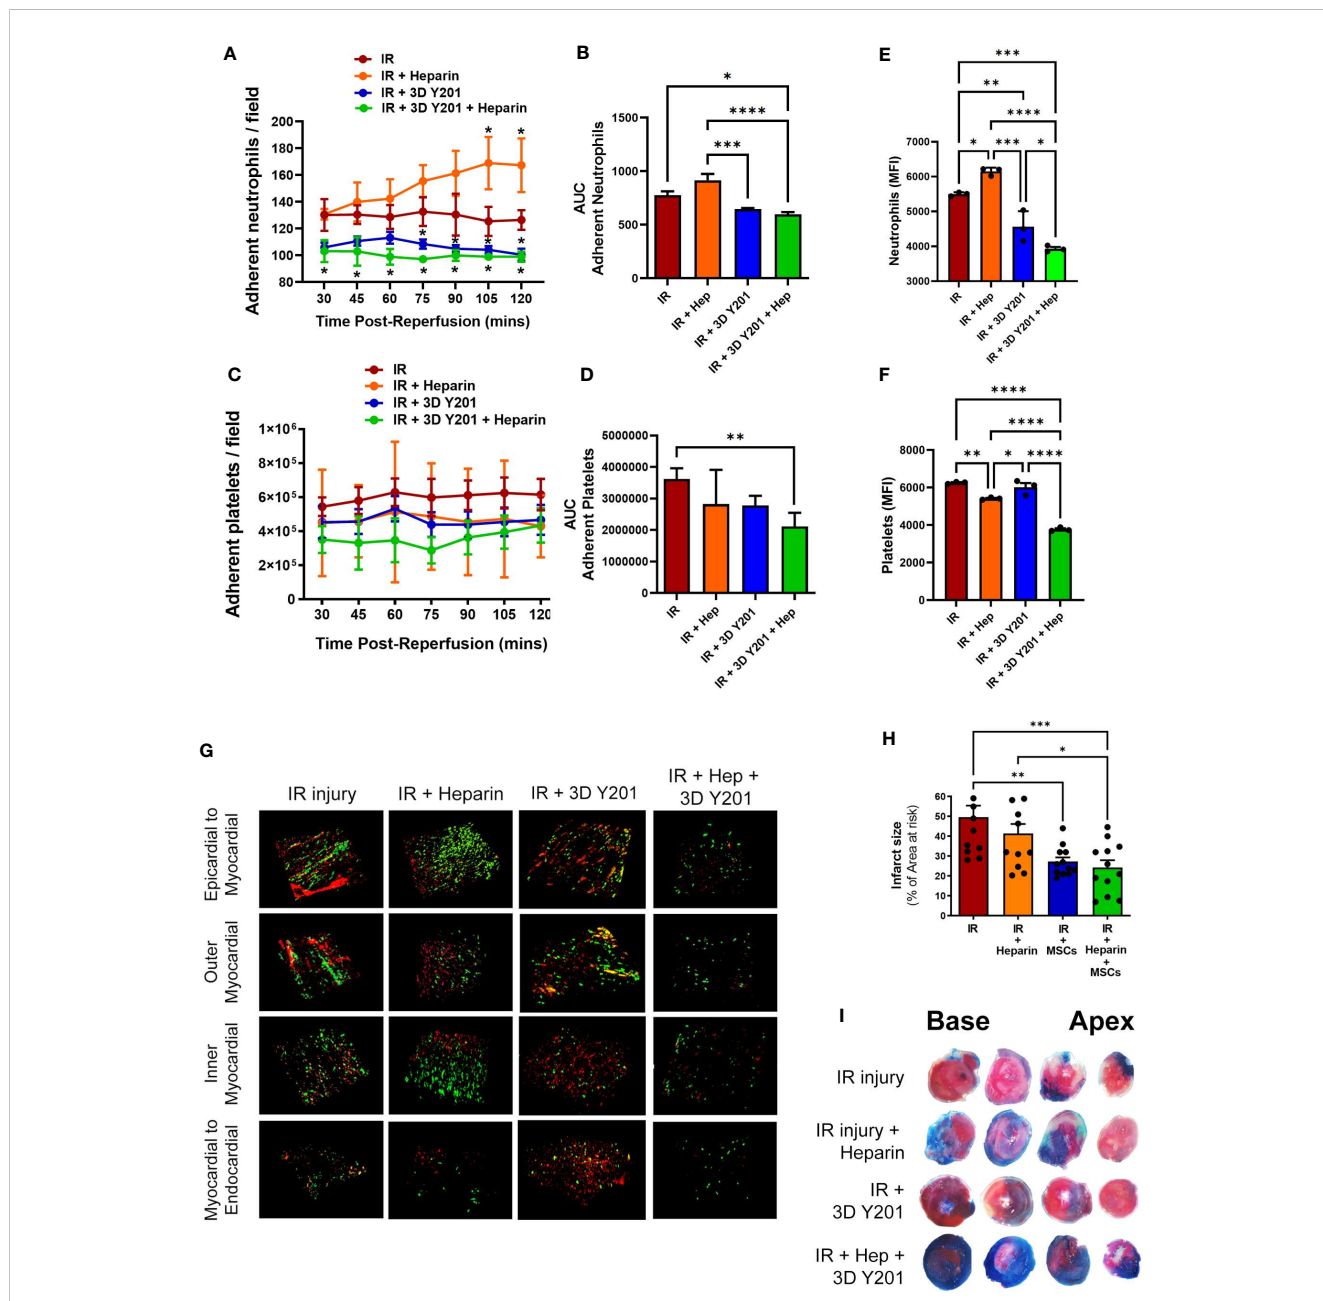 A
IR
IR + Heparin
IR + 3D Y201
IR + 3D Y201 + Heparin
Adherent neutrophils / field
200
180
160
140
120
100
80
* *
* * * *
* * * * * * *
30 45 60 75 90 105 120
Time Post-Reperfusion (mins)
B
*
****
***
AUC
Adherent Neutrophils
1500
1000
500
0
IR
IR + Hep
IR + 3D Y201
IR + 3D Y201 + Hep
E
***
**
****
* *** *
Neutrophils (MFI)
7000
6000
5000
4000
3000
IR
IR + Hep
IR + 3D Y201
IR + 3D Y201 + Hep
C
IR
IR + Heparin
IR + 3D Y201
IR + 3D Y201 + Heparin
Adherent platelets / field
1×10⁶
8×10⁵
6×10⁵
4×10⁵
2×10⁵
0
30 45 60 75 90 105 120
Time Post-Reperfusion (mins)
D
**
AUC
Adherent Platelets
5000000
4000000
3000000
2000000
1000000
0
IR
IR + Hep
IR + 3D Y201
IR + 3D Y201 + Hep
F
****
****
** * ****
Platelets (MFI)
8000
6000
4000
2000
0
IR
IR + Hep
IR + 3D Y201
IR + 3D Y201 + Hep
G
IR injury
IR + Heparin
IR + 3D Y201
IR + Hep +
3D Y201
Epicardial to
Myocardial
Outer
Myocardial
Inner
Myocardial
Myocardial to
Endocardial
H
***
*
**
Infarct size
(% of Area at risk)
60
50
40
30
20
10
0
IR
IR
+
Heparin
IR
+
MSCs
IR
+
Heparin
+
MSCs
I
Base Apex
IR injury
IR injury +
Heparin
IR +
3D Y201
IR + Hep +
3D Y201